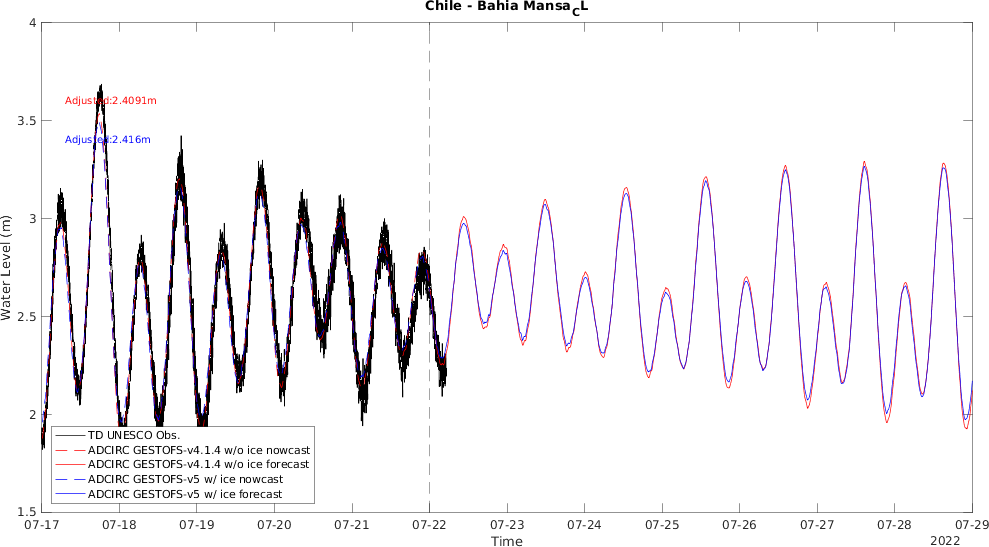 Chile - Bahia Mansa_CL
4
3.5
3
2.5
2
1.5
Water Level (m)
Adjusted:2.4091m
Adjusted:2.416m
TD UNESCO Obs.
ADCIRC GESTOFS-v4.1.4 w/o ice nowcast
ADCIRC GESTOFS-v4.1.4 w/o ice forecast
ADCIRC GESTOFS-v5 w/ ice nowcast
ADCIRC GESTOFS-v5 w/ ice forecast
07-17 07-18 07-19 07-20 07-21 07-22 07-23 07-24 07-25 07-26 07-27 07-28 07-29
Time
2022